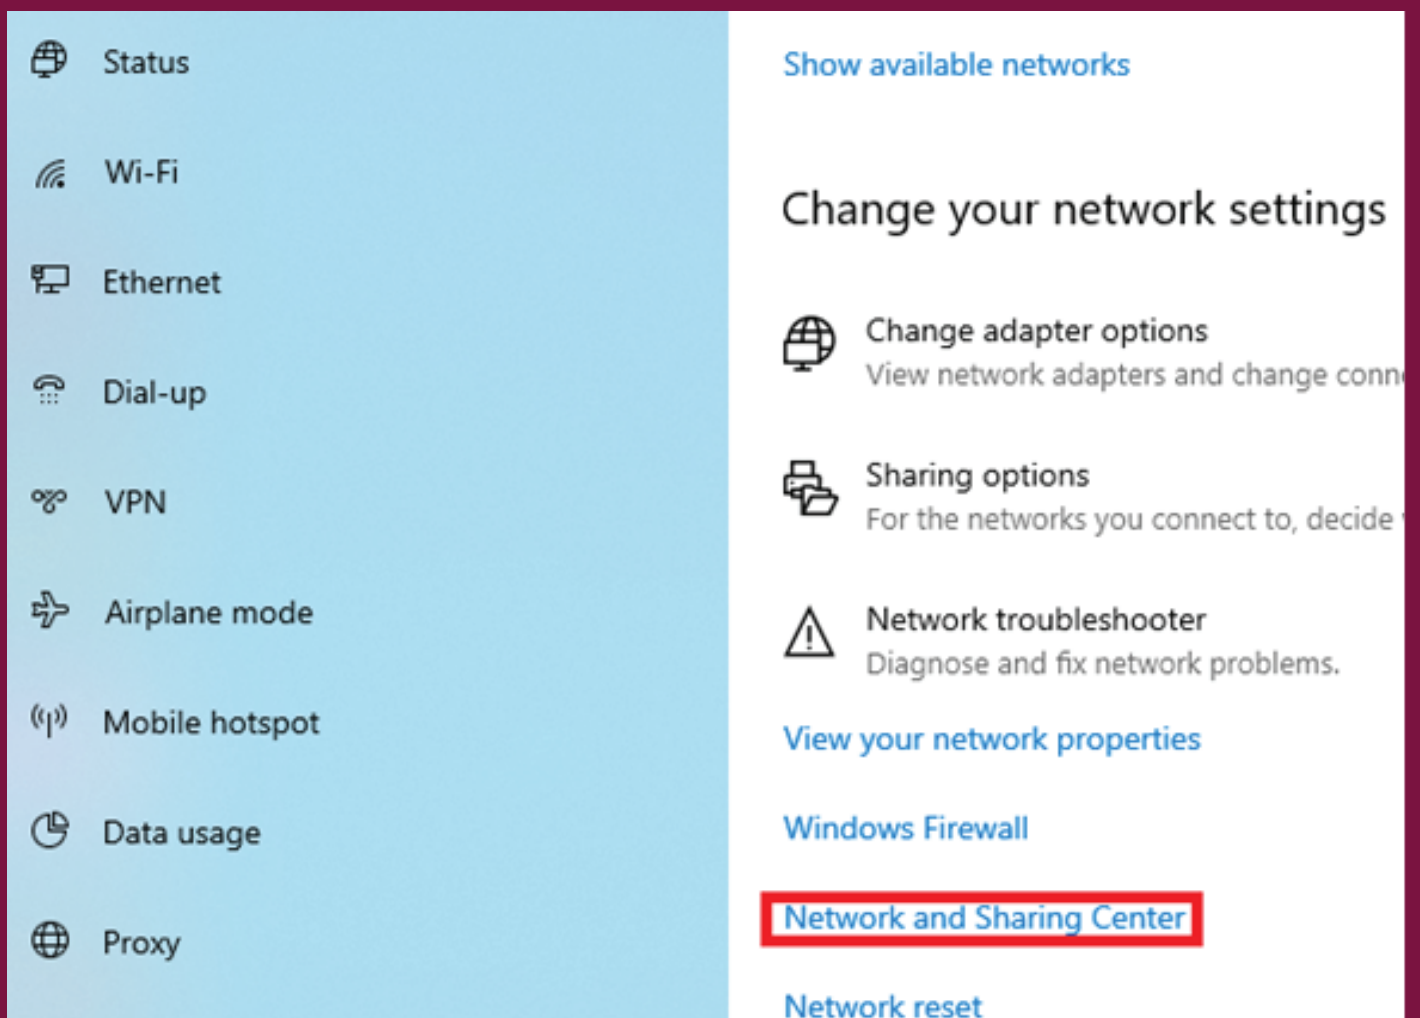 Status
Wi-Fi
Ethernet
Dial-up
VPN
Airplane mode
Mobile hotspot
Data usage
Proxy
Show available networks
Change your network settings
Change adapter options
View network adapters and change
Sharing options
For the networks you connect to, decide
Network troubleshooter
Diagnose and fix network problems.
View your network properties
Windows Firewall
Network and Sharing Center
Network reset